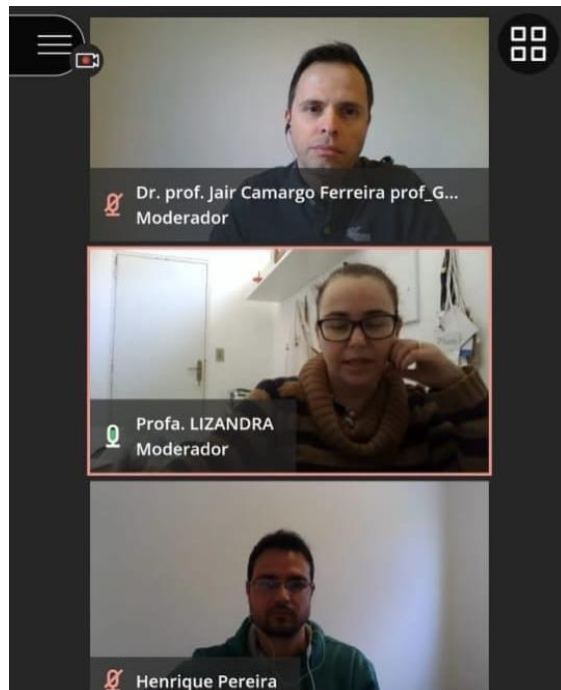 Dr. prof. Jair Camargo Ferreira prof_G...
Moderador
Profa. LIZANDRA
Moderador
Henrique Pereira